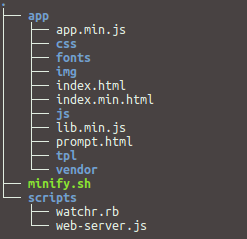 .
├── app
│   ├── app.min.js
│   ├── css
│   ├── fonts
│   ├── img
│   ├── index.html
│   ├── index.min.html
│   ├── js
│   ├── lib.min.js
│   ├── prompt.html
│   ├── tpl
│   └── vendor
├── minify.sh
└── scripts
    ├── watchr.rb
    └── web-server.js